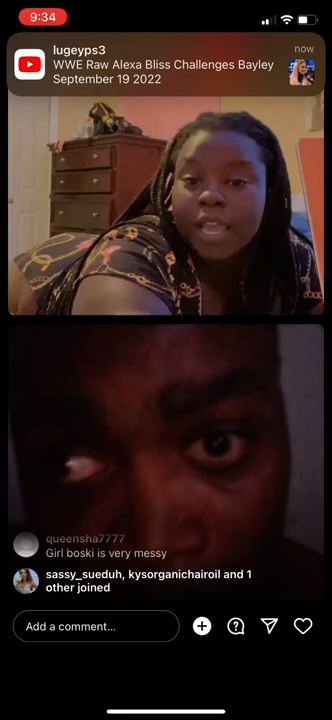 9:34
lugeyps3
now
WWE Raw Alexa Bliss Challenges Bayley
September 19 2022
queensha7777
Girl boski is very messy
sassy_sueduh, kysorganichairoil and 1
other joined
Add a comment...